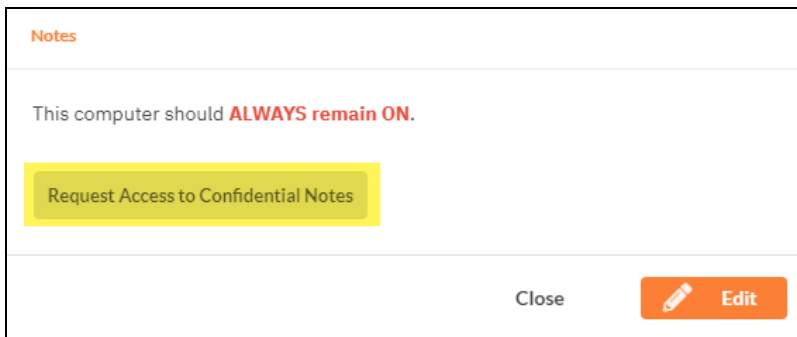 Notes
This computer should ALWAYS remain ON.
Request Access to Confidential Notes
Close
Edit